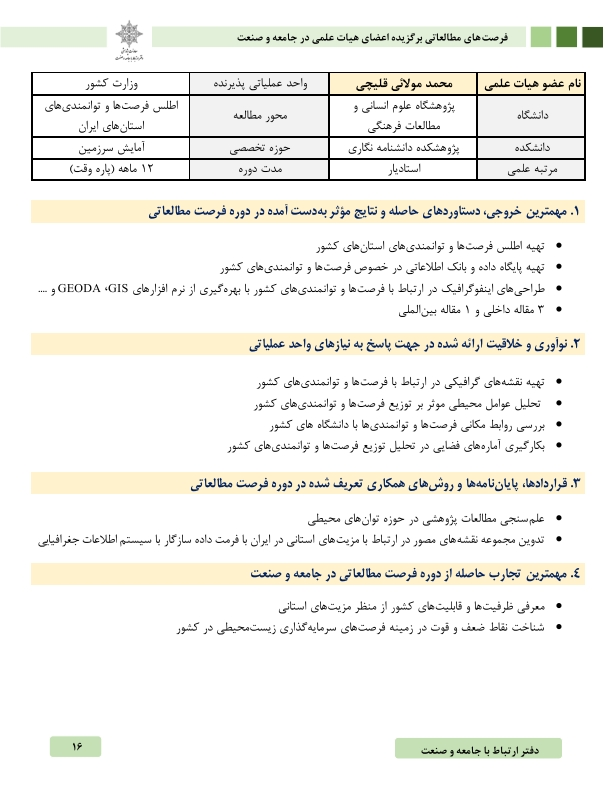 فرصت‌های مطالعاتی برگزیده اعضای هیات علمی در جامعه و صنعت
نام عضو هیات علمی	محمد مولائی قلیچی	واحد عملیاتی پذیرنده	وزارت کشور
دانشگاه	پژوهشگاه علوم انسانی و مطالعات فرهنگی	محور مطالعه	اطلس فرصت‌ها و توانمندی‌های استان‌های ایران
دانشکده	پژوهشکده دانشنامه نگاری	حوزه تخصصی	آمایش سرزمین
مرتبه علمی	استادیار	مدت دوره	۱۲ ماهه (پاره وقت)
۱. مهمترین خروجی، دستاوردهای حاصله و نتایج مؤثر به‌دست آمده در دوره فرصت مطالعاتی
• تهیه اطلس فرصت‌ها و توانمندی‌های استان‌های کشور
• تهیه پایگاه داده و بانک اطلاعاتی در خصوص فرصت‌ها و توانمندی‌های کشور
• طراحی‌های اینفوگرافیک در ارتباط با فرصت‌ها و توانمندی‌های کشور با بهره‌گیری از نرم افزارهای GEODA ،GIS و ....
• ۳ مقاله داخلی و ۱ مقاله بین‌المللی
۲. نوآوری و خلاقیت ارائه شده در جهت پاسخ به نیازهای واحد عملیاتی
• تهیه نقشه‌های گرافیکی در ارتباط با فرصت‌ها و توانمندی‌های کشور
• تحلیل عوامل محیطی موثر بر توزیع فرصت‌ها و توانمندی‌های کشور
• بررسی روابط مکانی فرصت‌ها و توانمندی‌ها با دانشگاه های کشور
• بکارگیری آماره‌های فضایی در تحلیل توزیع فرصت‌ها و توانمندی‌های کشور
۳. قراردادها، پایان‌نامه‌ها و روش‌های همکاری تعریف شده در دوره فرصت مطالعاتی
• علم‌سنجی مطالعات پژوهشی در حوزه توان‌های محیطی
• تدوین مجموعه نقشه‌های مصور در ارتباط با مزیت‌های استانی در ایران با فرمت داده سازگار با سیستم اطلاعات جغرافیایی
۴. مهمترین تجارب حاصله از دوره فرصت مطالعاتی در جامعه و صنعت
• معرفی ظرفیت‌ها و قابلیت‌های کشور از منظر مزیت‌های استانی
• شناخت نقاط ضعف و قوت در زمینه فرصت‌های سرمایه‌گذاری زیست‌محیطی در کشور
دفتر ارتباط با جامعه و صنعت
۱۶